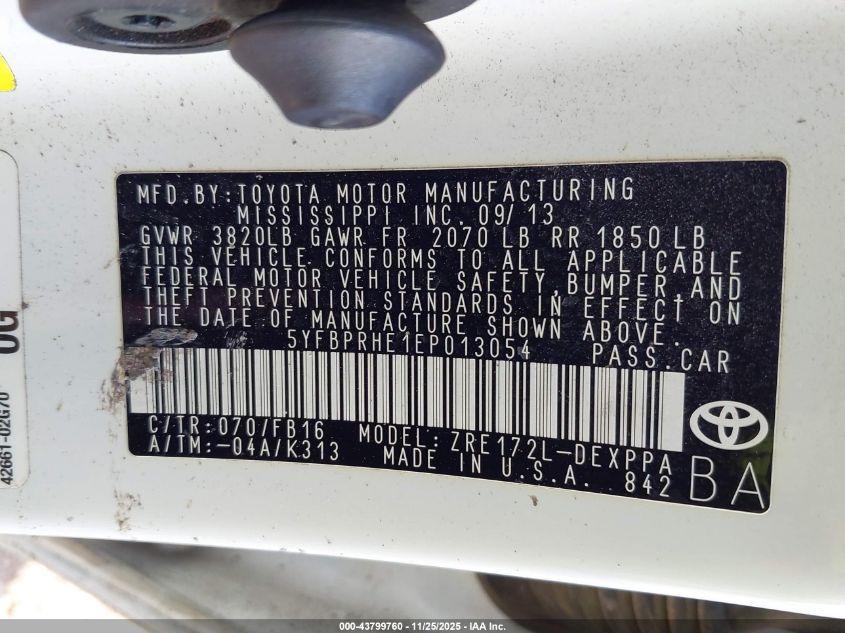 MFD.BY:TOYOTA MOTOR MANUFACTURING
MISSISSIPPI INC. 09/13
GVWR 3820LB GAWR FR 2070 LB RR 1850 LB
THIS VEHICLE CONFORMS TO ALL APPLICABLE
FEDERAL MOTOR VEHICLE SAFETY,BUMPER,AND
THEFT PREVENTION STANDARDS IN EFFECT ON
THE DATE OF MANUFACTURE SHOWN ABOVE.
5YFBPRHE1EP013054 PASS.CAR
C/TR:070/FB16 MODEL:ZRE172L-DEXPPA
A/TM:-04A/K313 MADE IN U.S.A. 842
BA
42661-02G70
000-43799760 — 11/25/2025 — IAA Inc.